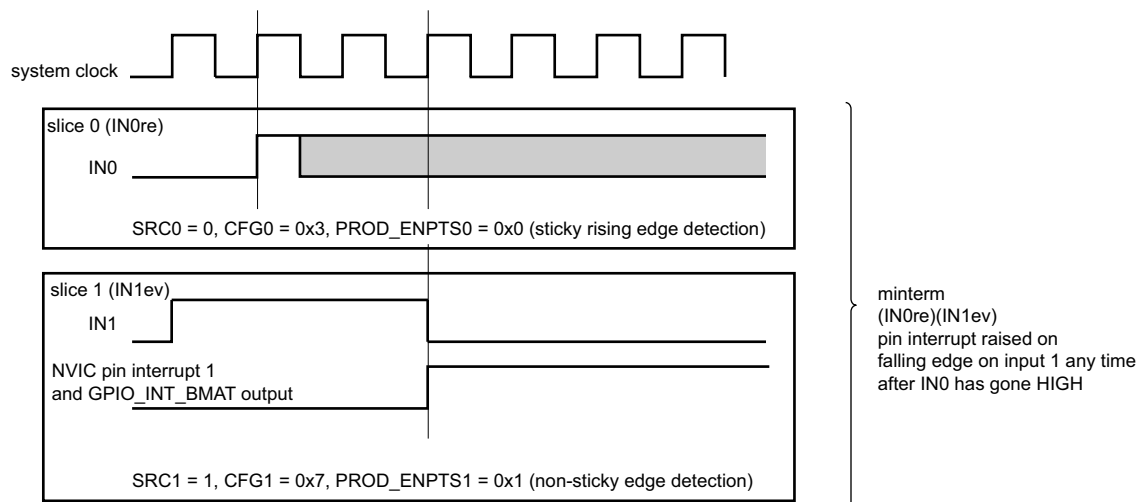 system clock
slice 0 (IN0re)
IN0
SRC0 = 0, CFG0 = 0x3, PROD_ENPTS0 = 0x0 (sticky rising edge detection)
slice 1 (IN1ev)
IN1
NVIC pin interrupt 1
and GPIO_INT_BMAT output
SRC1 = 1, CFG1 = 0x7, PROD_ENPTS1 = 0x1 (non-sticky edge detection)
minterm
(IN0re)(IN1ev)
pin interrupt raised on
falling edge on input 1 any time
after IN0 has gone HIGH